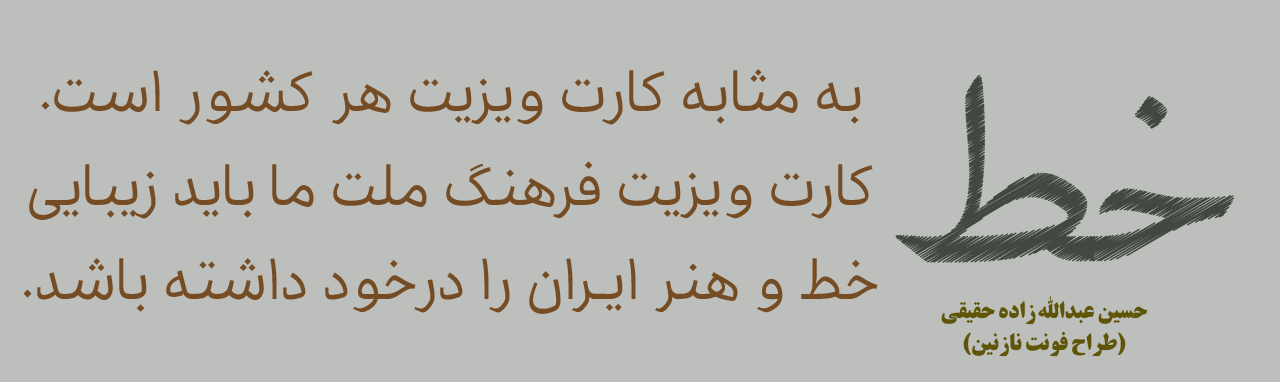 خط
به مثابه کارت ویزیت هر کشور است.
کارت ویزیت فرهنگ ملت ما باید زیبایی
خط و هنر ایران را درخود داشته باشد.
حسین عبدالله زاده حقیقی
(طراح فونت نازنین)